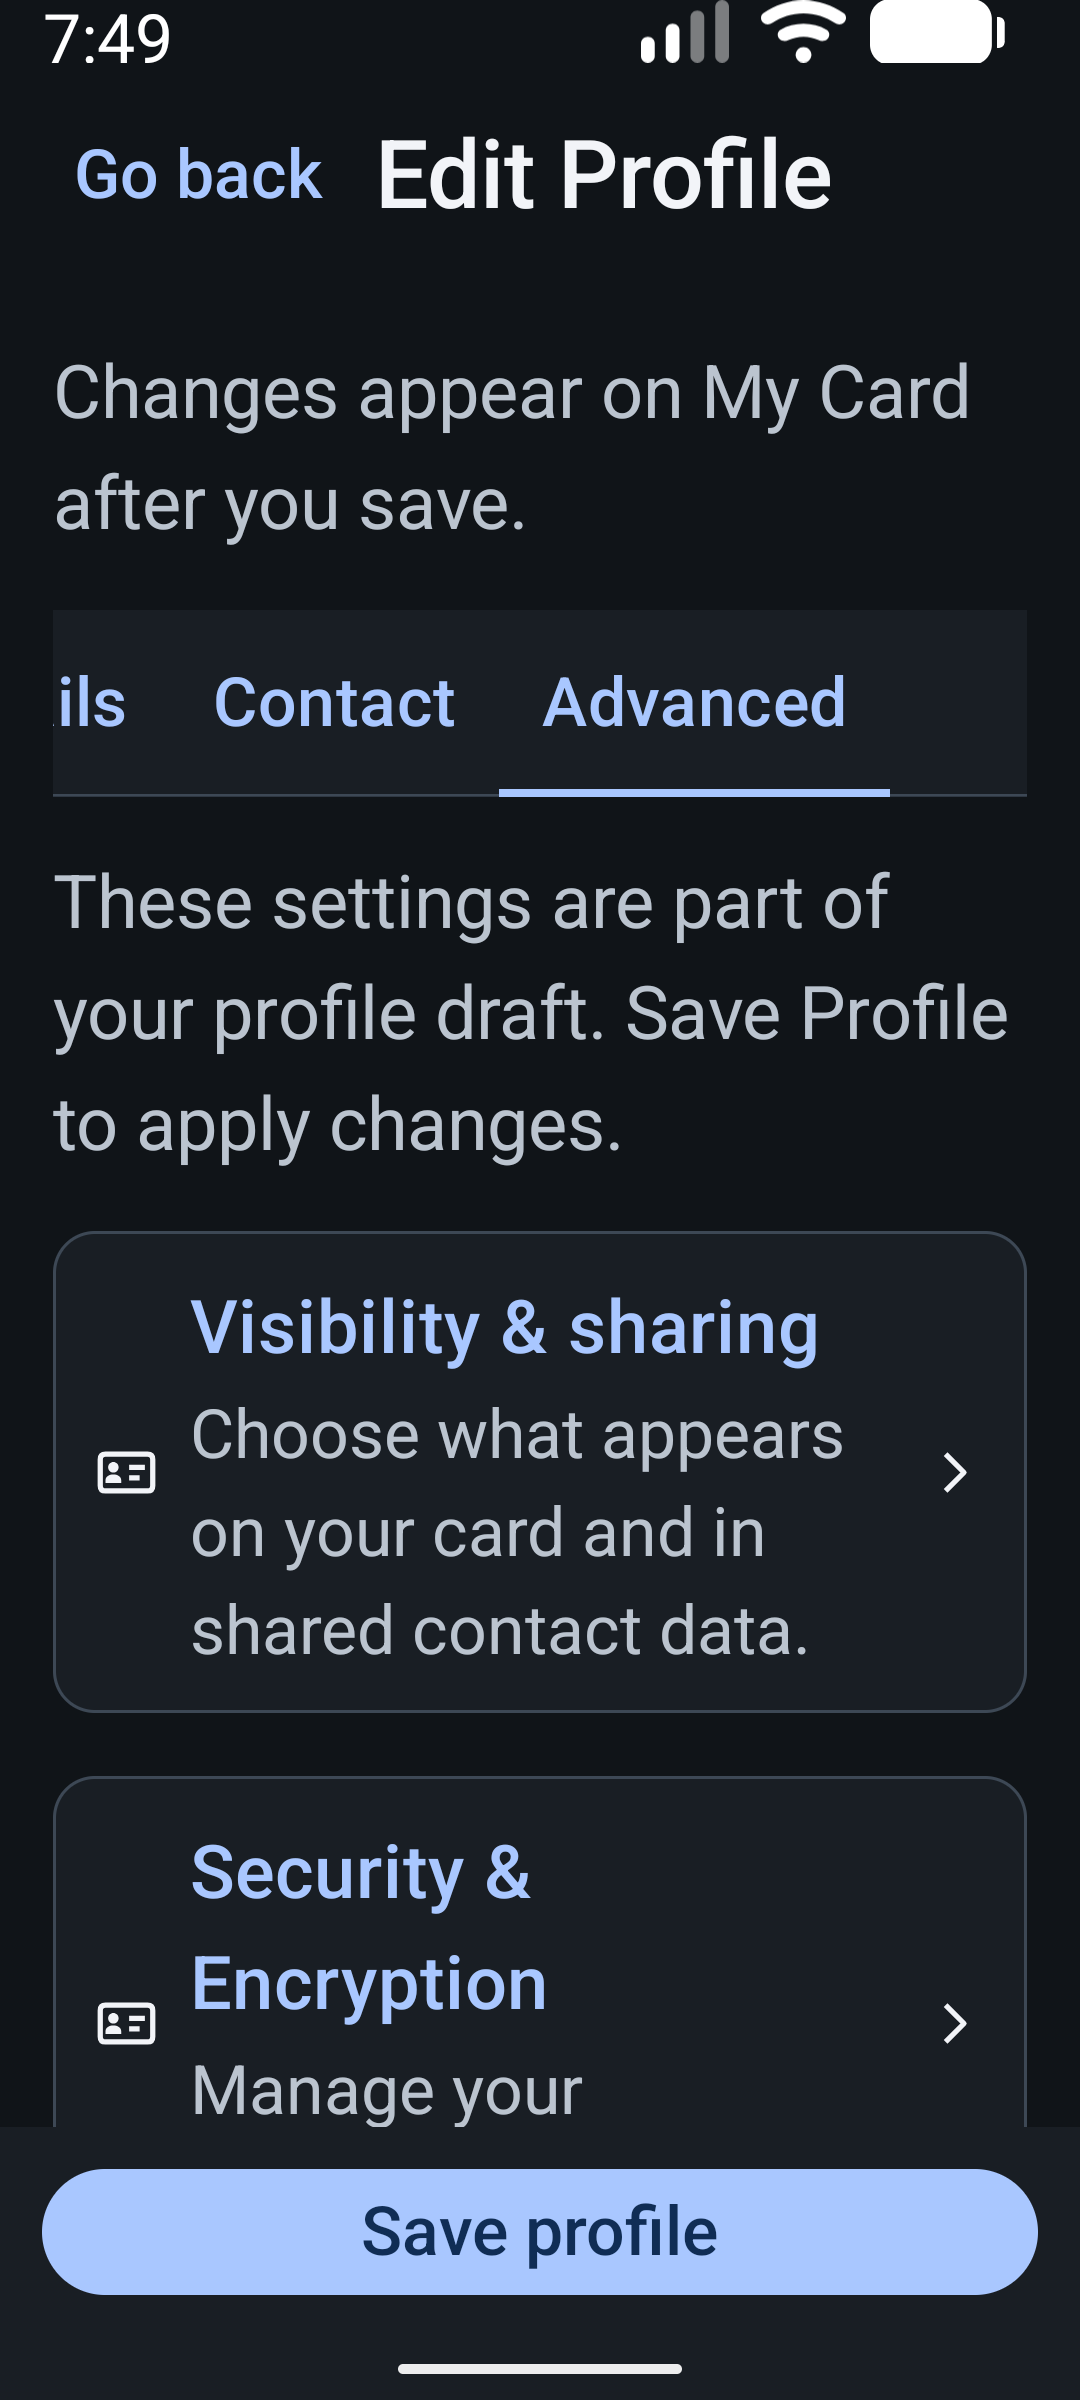 7:49
Go back Edit Profile
Changes appear on My Card
after you save.
ils Contact Advanced
These settings are part of
your profile draft. Save Profile
to apply changes.
Visibility & sharing
Choose what appears
on your card and in
shared contact data.
Security &
Encryption
Manage your
Save profile